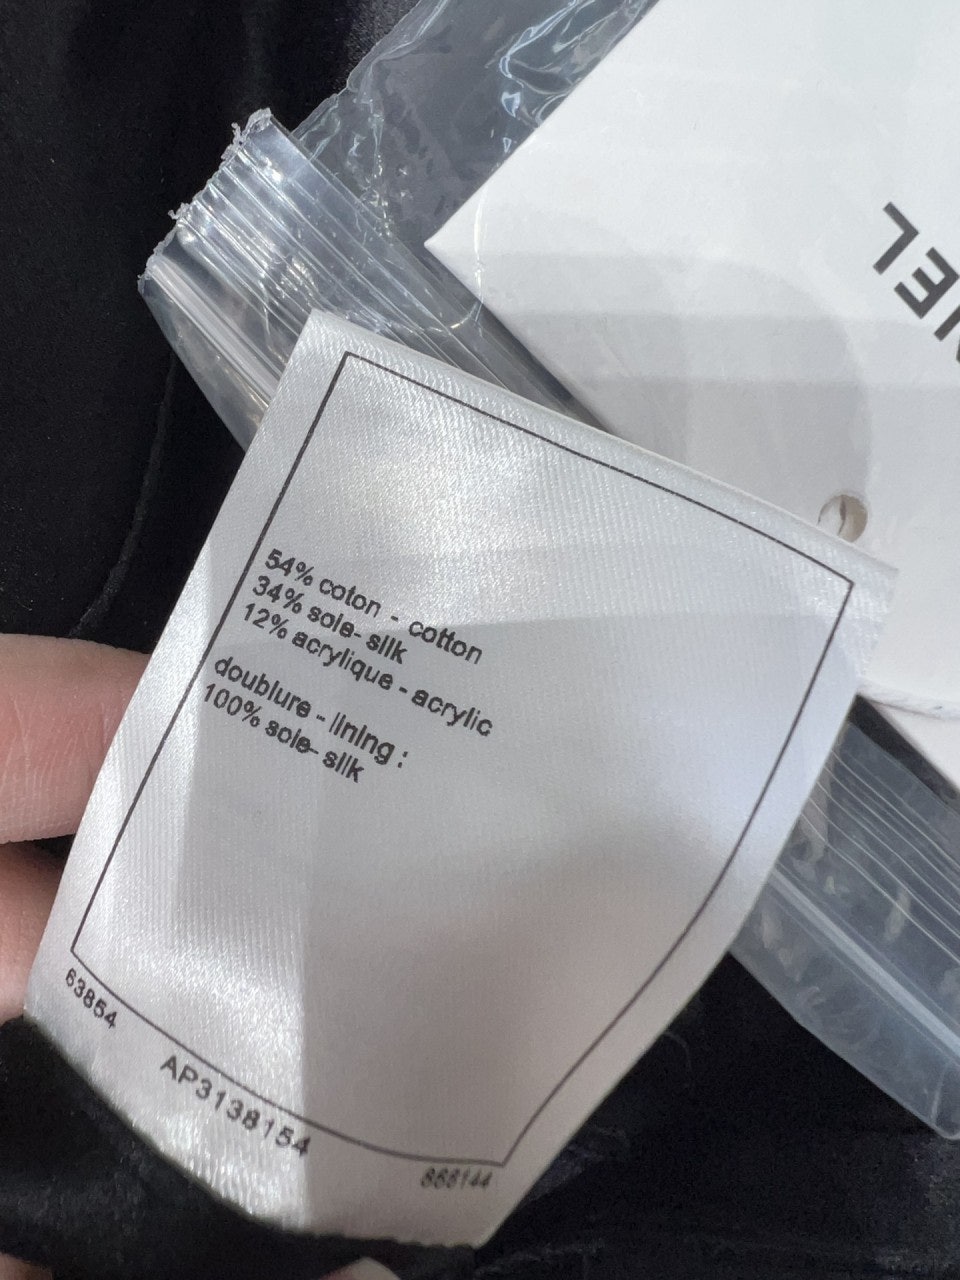 NEL
54% coton - cotton
34% soie- silk
12% acrylique - acrylic
doublure - lining :
100% soie- silk
63854
AP3138154
868144